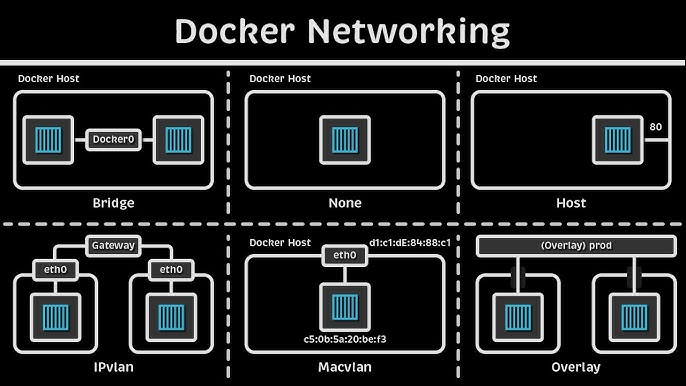 Docker Networking
Docker Host
Docker0
Bridge
Docker Host
None
Docker Host
80
Host
Gateway
eth0
eth0
IPvlan
Docker Host
d1:c1:dE:84:88:c1
eth0
c5:0b:5a:20:be:f3
Macvlan
(Overlay) prod
Overlay